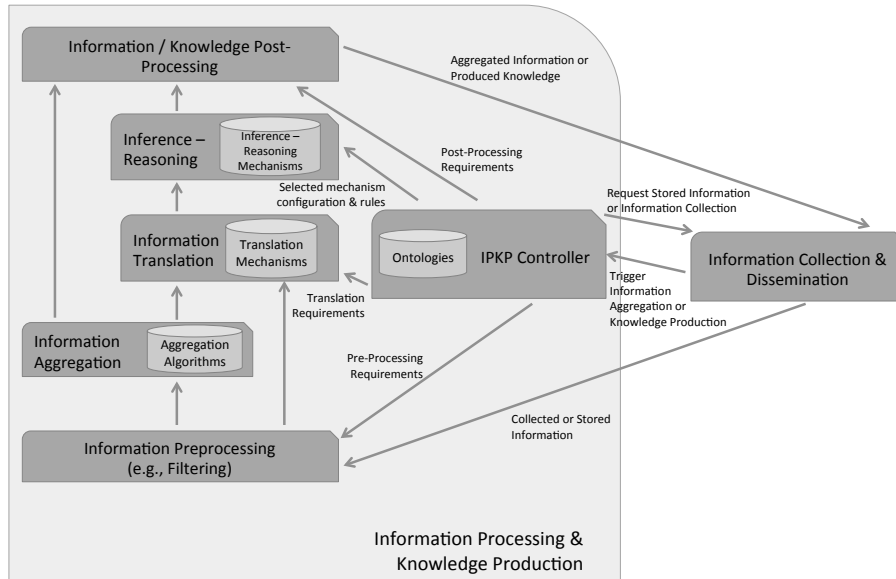 Information / Knowledge Post-
Processing
Aggregated Information or
Produced Knowledge
Inference –
Reasoning
Inference –
Reasoning
Mechanisms
Post-Processing
Requirements
Selected mechanism
configuration & rules
Request Stored Information
or Information Collection
Information
Translation
Translation
Mechanisms
Ontologies
IPKP Controller
Information Collection &
Dissemination
Translation
Requirements
Trigger
Information
Aggregation or
Knowledge Production
Information
Aggregation
Aggregation
Algorithms
Pre-Processing
Requirements
Collected or Stored
Information
Information Preprocessing
(e.g., Filtering)
Information Processing &
Knowledge Production